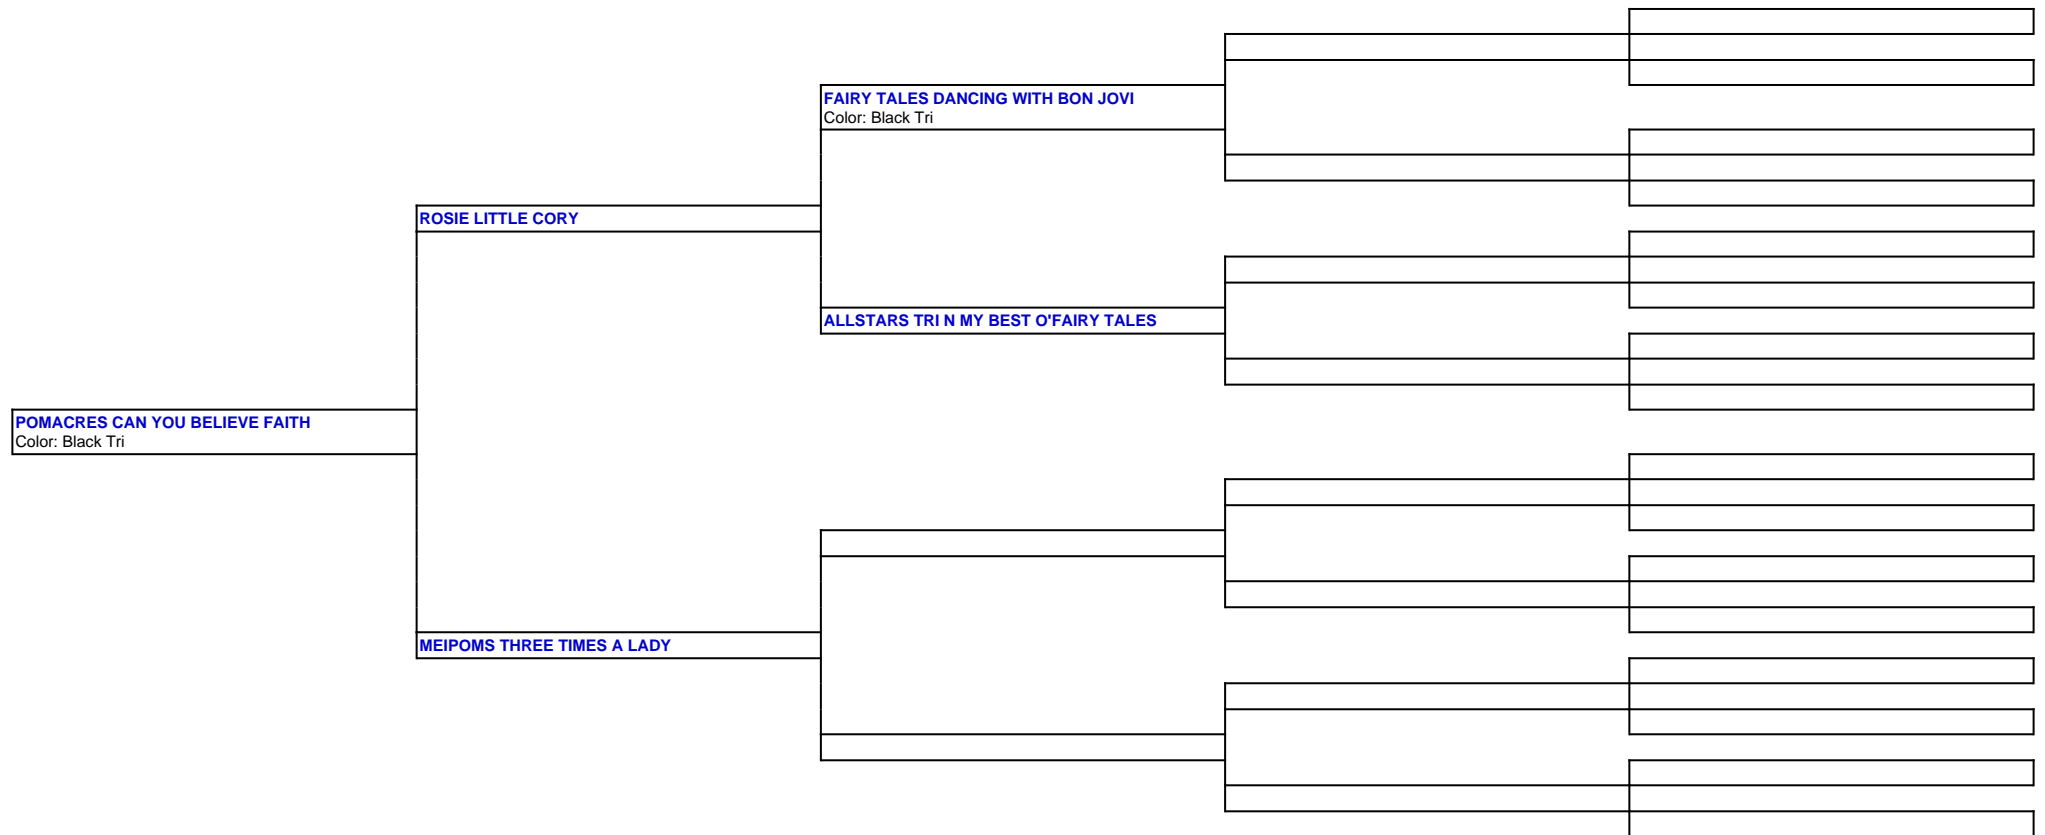 FAIRY TALES DANCING WITH BON JOVI
Color: Black Tri
ROSIE LITTLE CORY
ALLSTARS TRI N MY BEST O'FAIRY TALES
POMACRES CAN YOU BELIEVE FAITH
Color: Black Tri
MEIPOMS THREE TIMES A LADY